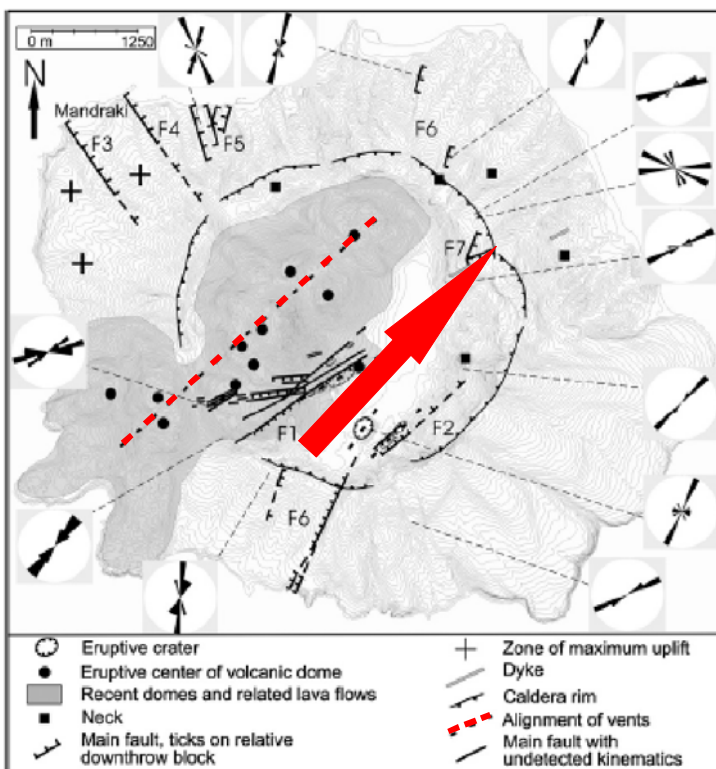 0 m 1250
N
Mandraki
F3
F4
F5
F6
F7
F1
F2
F6
Eruptive crater
Eruptive center of volcanic dome
Recent domes and related lava flows
Neck
Main fault, ticks on relative
downthrow block
Zone of maximum uplift
Dyke
Caldera rim
Alignment of vents
Main fault with
undetected kinematics